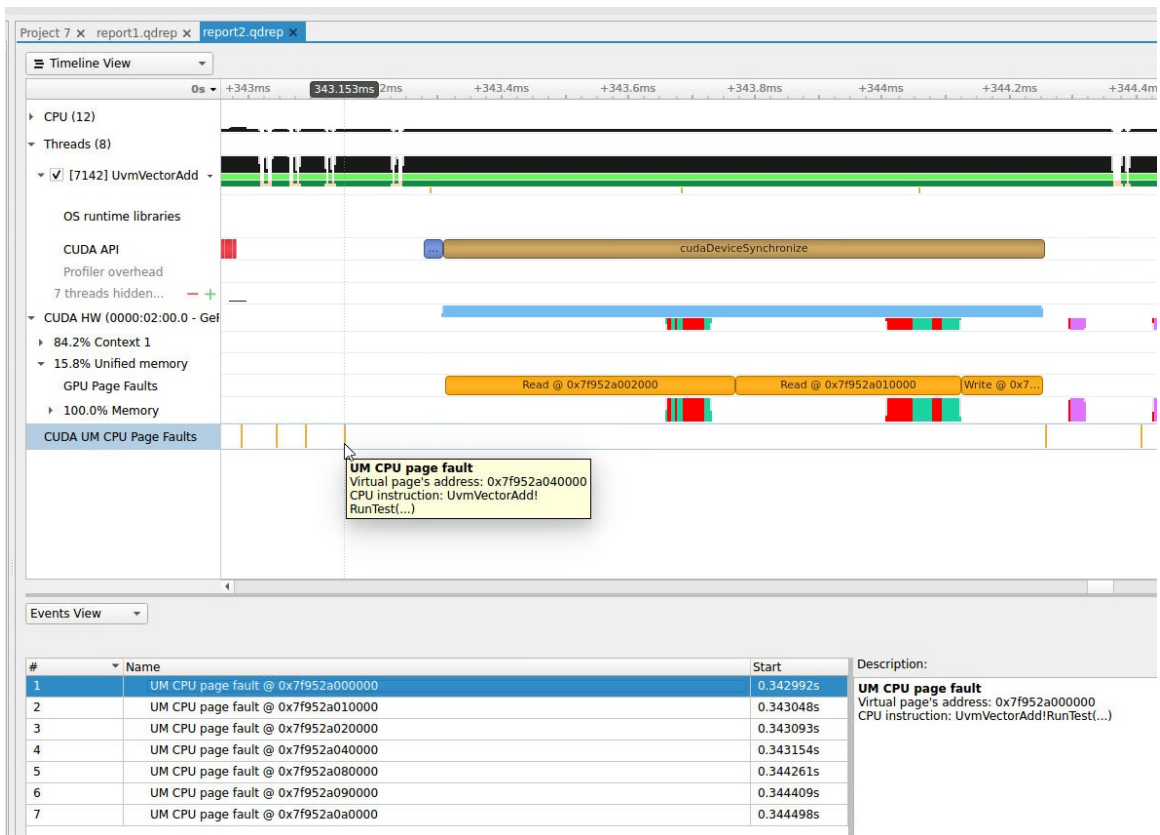 Project 7 × report1.qdrep × report2.qdrep ×
Timeline View
0s +343ms 343.153ms 2ms +343.4ms +343.6ms +343.8ms +344ms +344.2ms +344.4m
CPU (12)
Threads (8)
[7142] UvmVectorAdd
OS runtime libraries
CUDA API ... cudaDeviceSynchronize
Profiler overhead
7 threads hidden... − +
CUDA HW (0000:02:00.0 - GeF
84.2% Context 1
15.8% Unified memory
GPU Page Faults Read @ 0x7f952a002000 Read @ 0x7f952a010000 Write @ 0x7...
100.0% Memory
CUDA UM CPU Page Faults
UM CPU page fault
Virtual page's address: 0x7f952a040000
CPU instruction: UvmVectorAdd!
RunTest(...)
Events View
# Name Start
1 UM CPU page fault @ 0x7f952a000000 0.342992s
2 UM CPU page fault @ 0x7f952a010000 0.343048s
3 UM CPU page fault @ 0x7f952a020000 0.343093s
4 UM CPU page fault @ 0x7f952a040000 0.343154s
5 UM CPU page fault @ 0x7f952a080000 0.344261s
6 UM CPU page fault @ 0x7f952a090000 0.344409s
7 UM CPU page fault @ 0x7f952a0a0000 0.344498s
Description:
UM CPU page fault
Virtual page's address: 0x7f952a000000
CPU instruction: UvmVectorAdd!RunTest(...)